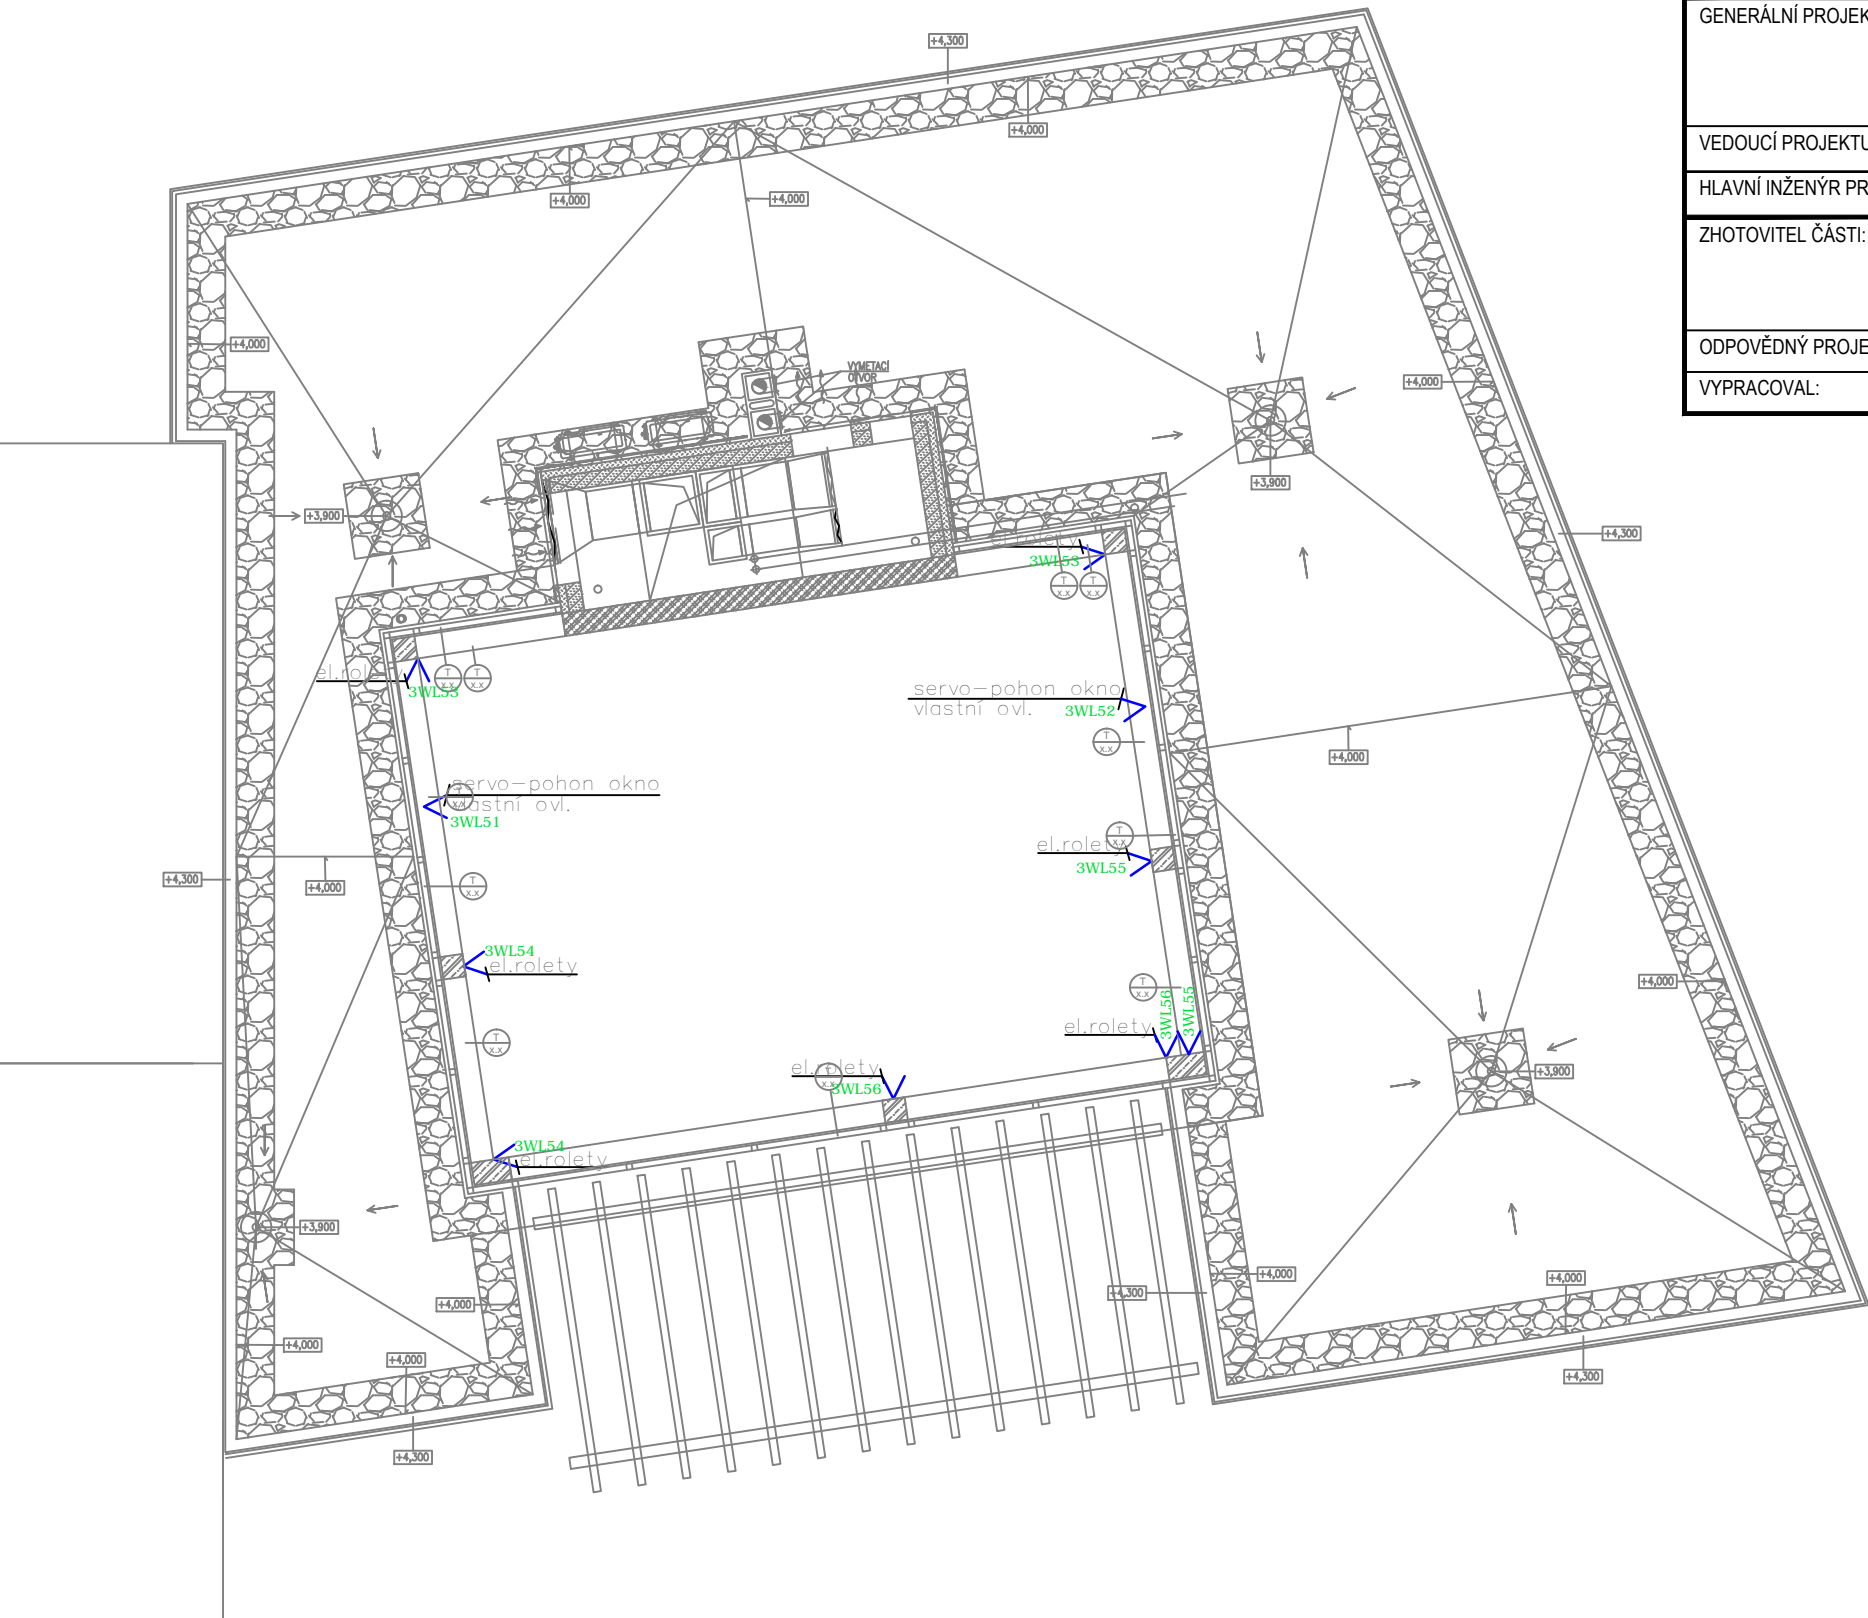 GENERÁLNÍ PROJEK
VEDOUCÍ PROJEKTU
HLAVNÍ INŽENÝR PR
ZHOTOVITEL ČÁSTI:
ODPOVĚDNÝ PROJE
VYPRACOVAL:
+4,300
+4,000
+4,000
+4,000
+4,000
VYMETACÍ
OTVOR
+4,000
+3,900
+3,900
+4,300
el.rolety
3WL53
T
x.x
T
x.x
el.rolety
3WL53
T
x.x
T
x.x
servo-pohon okno
vlastní ovl.
3WL52
T
x.x
+4,000
servo-pohon okno
vlastní ovl.
T
x.x
3WL51
T
x.x
el.rolety
3WL55
+4,300
+4,000
T
x.x
3WL54
el.rolety
+4,000
T
x.x
3WL56
3WL55
el.rolety
T
x.x
el.rolety
T
x.x
3WL56
+3,900
3WL54
el.rolety
+3,900
+4,000
+4,300
+4,000
+4,000
+4,000
+4,000
+4,300
+4,300